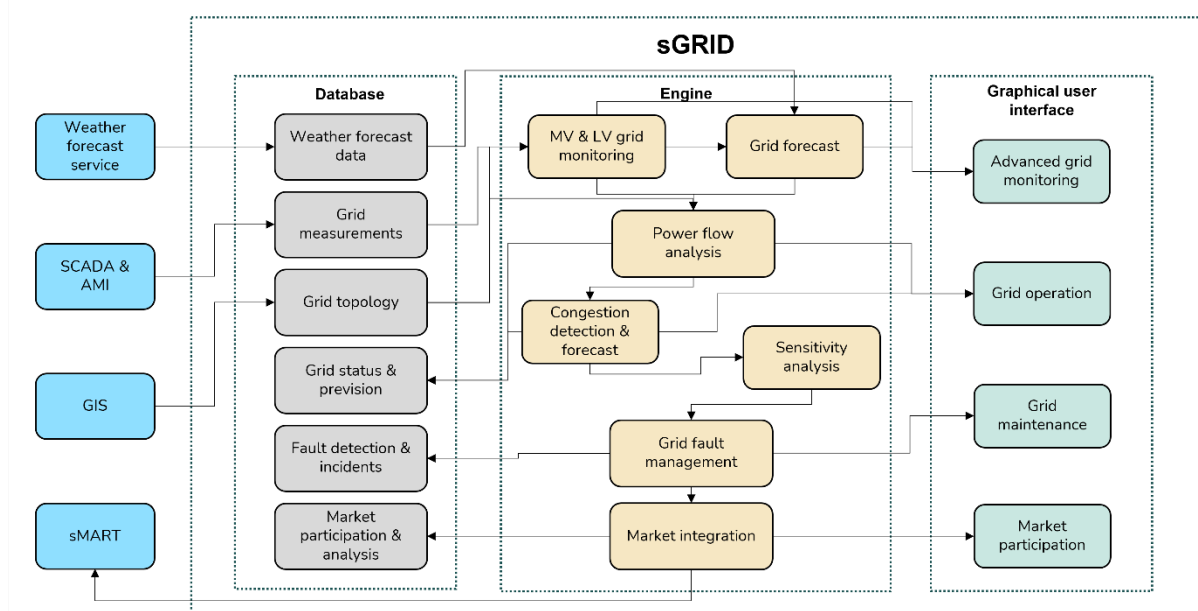 sGRID
Database
Engine
Graphical user
interface
Weather
forecast
service
SCADA &
AMI
GIS
sMART
Weather forecast
data
Grid
measurements
Grid topology
Grid status &
prevision
Fault detection &
incidents
Market
participation &
analysis
MV & LV grid
monitoring
Grid forecast
Power flow
analysis
Congestion
detection &
forecast
Sensitivity
analysis
Grid fault
management
Market integration
Advanced grid
monitoring
Grid operation
Grid
maintenance
Market
participation